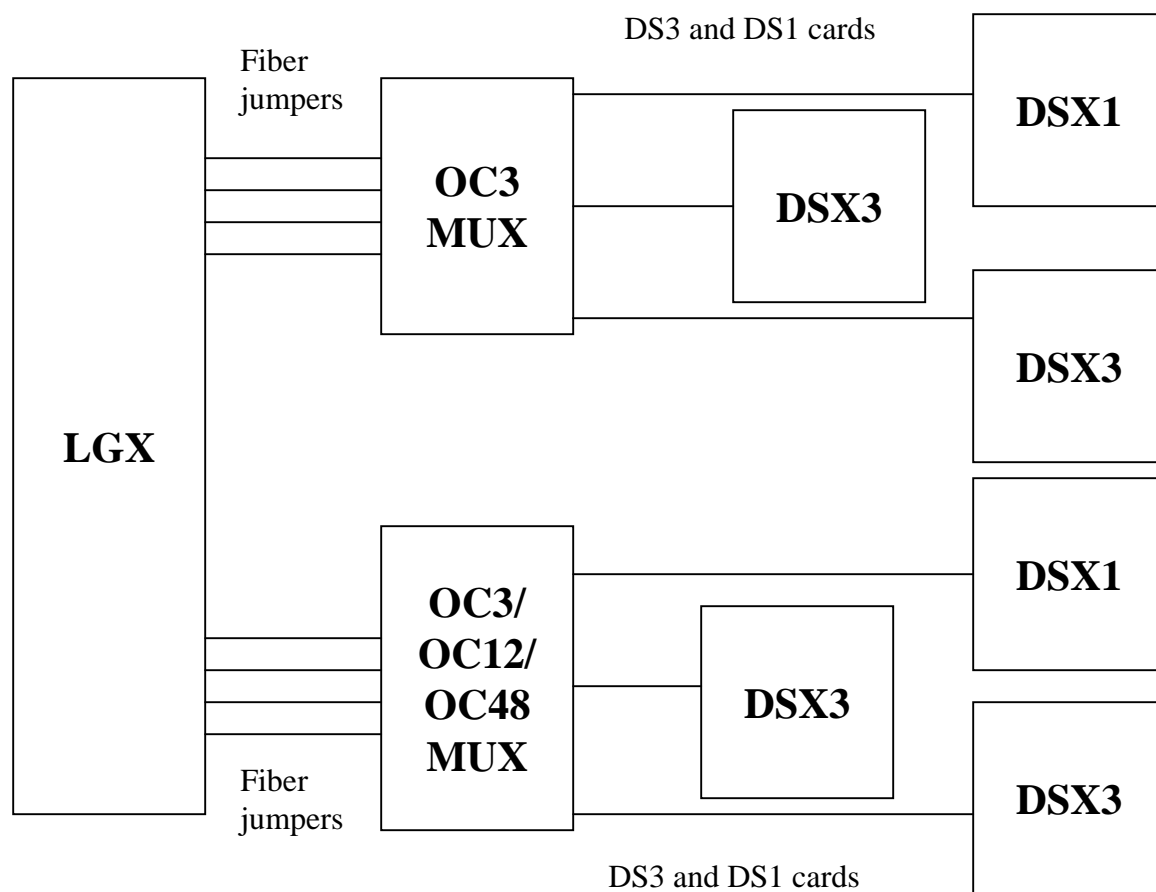 DS3 and DS1 cards
Fiber
jumpers
DSX1
OC3
MUX
DSX3
DSX3
LGX
DSX1
OC3/
OC12/
OC48
MUX
DSX3
Fiber
jumpers
DSX3
DS3 and DS1 cards